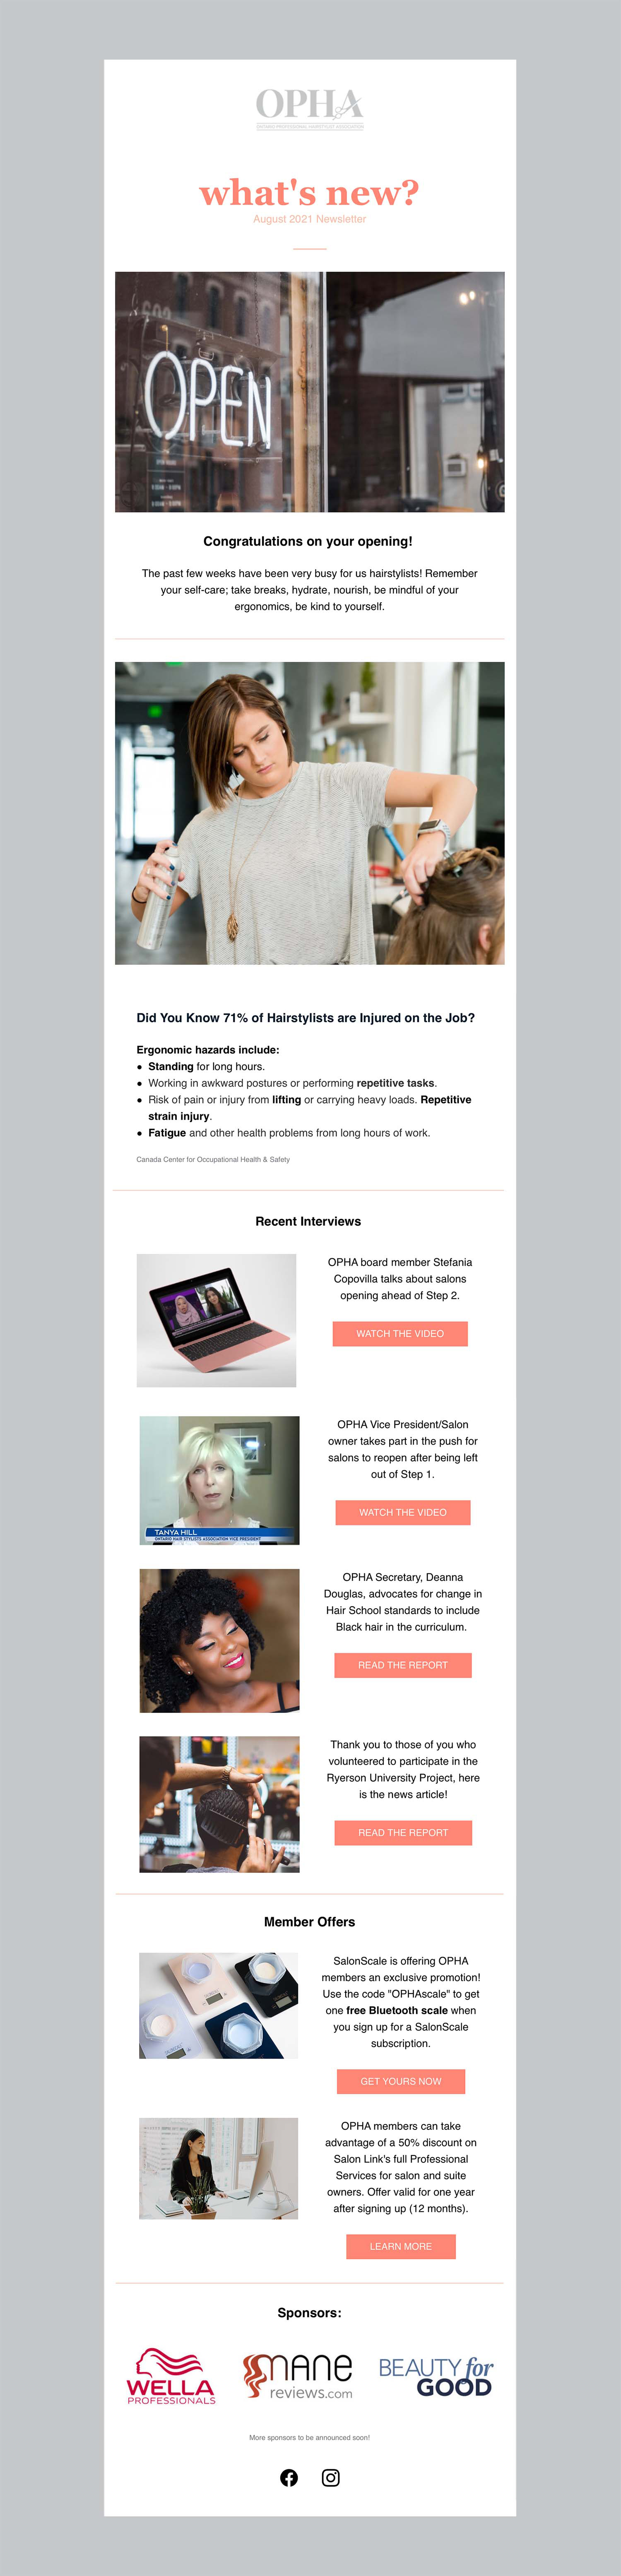 OPHA
ONTARIO PROFESSIONAL HAIRSTYLIST ASSOCIATION
what's new?
August 2021 Newsletter
OPEN
Congratulations on your opening!
The past few weeks have been very busy for us hairstylists! Remember
your self-care; take breaks, hydrate, nourish, be mindful of your
ergonomics, be kind to yourself.
Did You Know 71% of Hairstylists are Injured on the Job?
Ergonomic hazards include:
● Standing for long hours.
● Working in awkward postures or performing repetitive tasks.
● Risk of pain or injury from lifting or carrying heavy loads. Repetitive
strain injury.
● Fatigue and other health problems from long hours of work.
Canada Center for Occupational Health & Safety
Recent Interviews
OPHA board member Stefania
Copovilla talks about salons
opening ahead of Step 2.
WATCH THE VIDEO
TANYA HILL
ONTARIO HAIR STYLISTS ASSOCIATION VICE PRESIDENT
OPHA Vice President/Salon
owner takes part in the push for
salons to reopen after being left
out of Step 1.
WATCH THE VIDEO
OPHA Secretary, Deanna
Douglas, advocates for change in
Hair School standards to include
Black hair in the curriculum.
READ THE REPORT
Thank you to those of you who
volunteered to participate in the
Ryerson University Project, here
is the news article!
READ THE REPORT
Member Offers
SalonScale is offering OPHA
members an exclusive promotion!
Use the code "OPHAscale" to get
one free Bluetooth scale when
you sign up for a SalonScale
subscription.
GET YOURS NOW
OPHA members can take
advantage of a 50% discount on
Salon Link's full Professional
Services for salon and suite
owners. Offer valid for one year
after signing up (12 months).
LEARN MORE
Sponsors:
WELLA
PROFESSIONALS
MANE
reviews.com
BEAUTY for
GOOD
More sponsors to be announced soon!